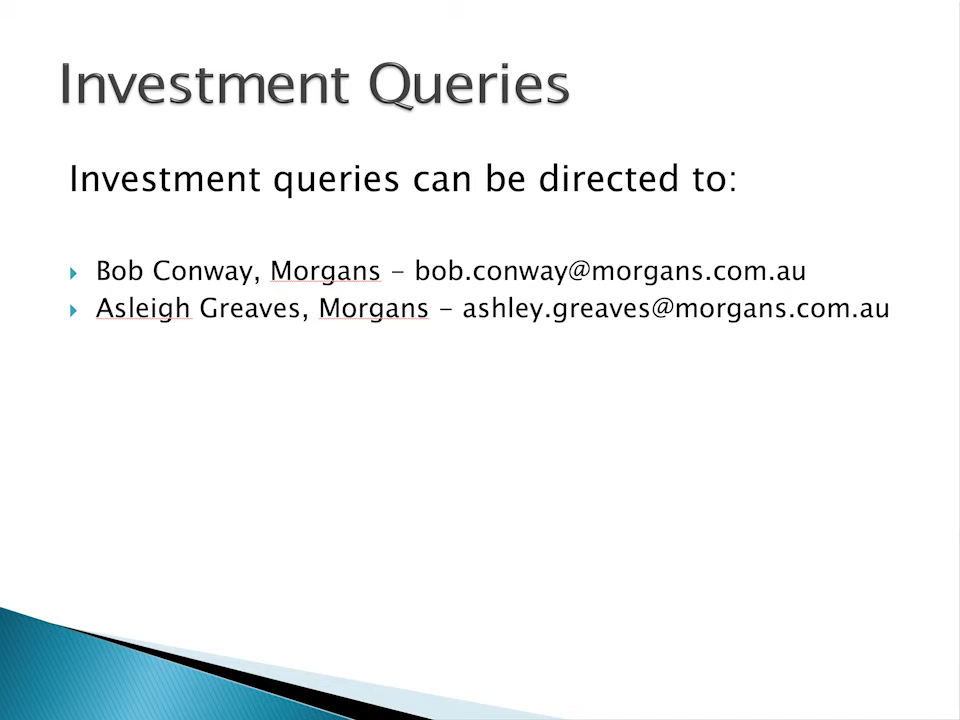 Investment Queries
Investment queries can be directed to:
Bob Conway, Morgans - bob.conway@morgans.com.au
Asleigh Greaves, Morgans - ashley.greaves@morgans.com.au